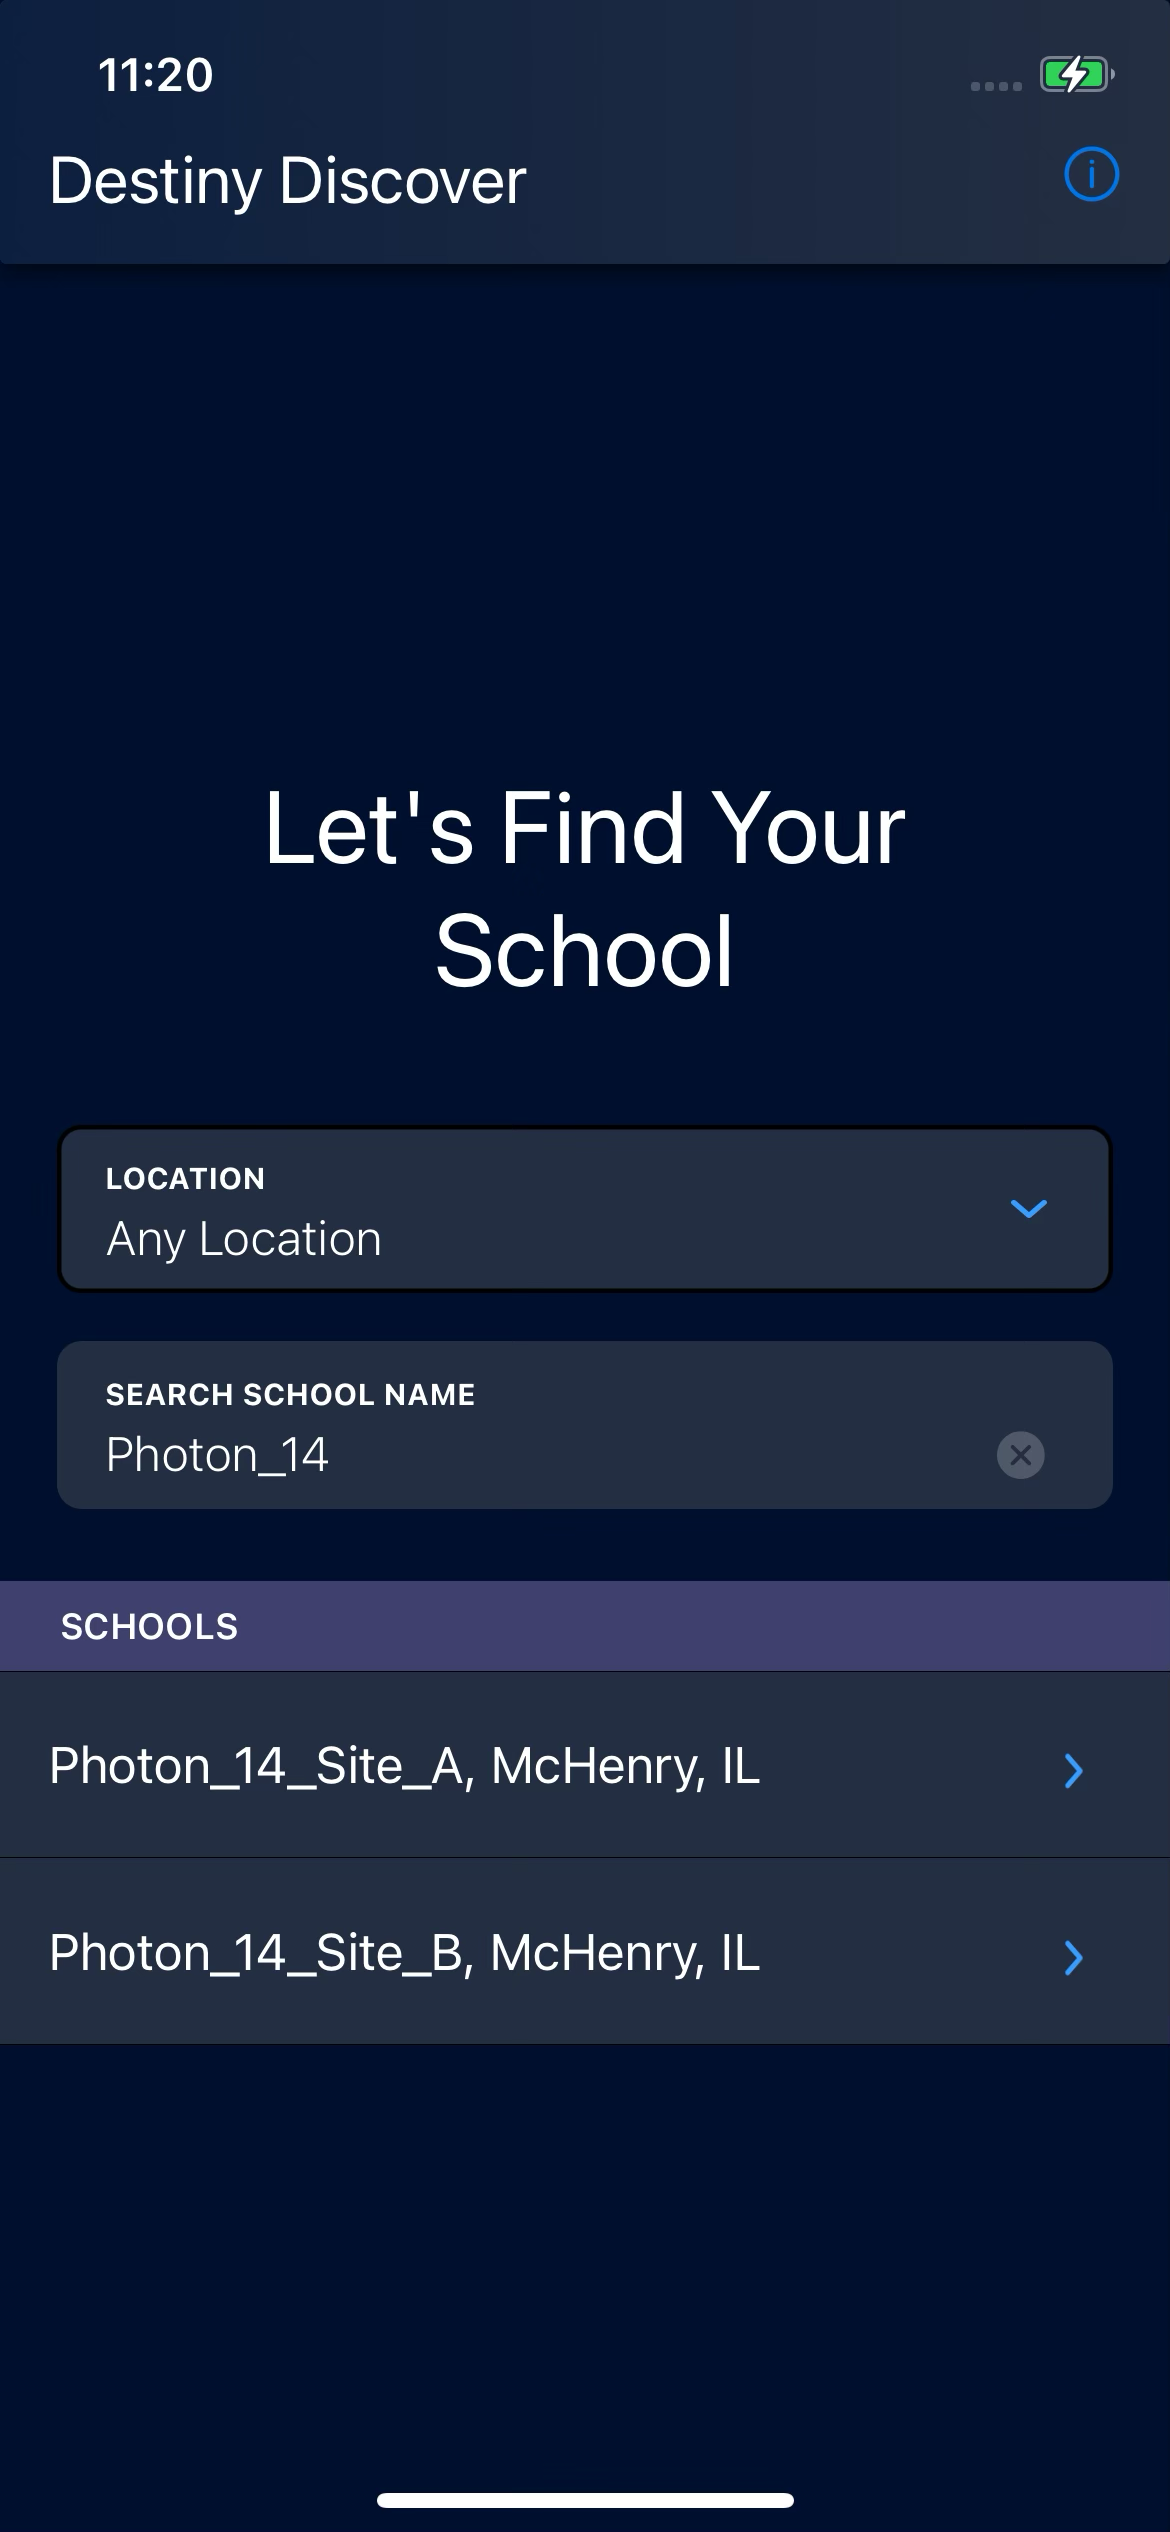 11:20
Destiny Discover
Let's Find Your
School
LOCATION
Any Location
SEARCH SCHOOL NAME
Photon_14
SCHOOLS
Photon_14_Site_A, McHenry, IL
Photon_14_Site_B, McHenry, IL